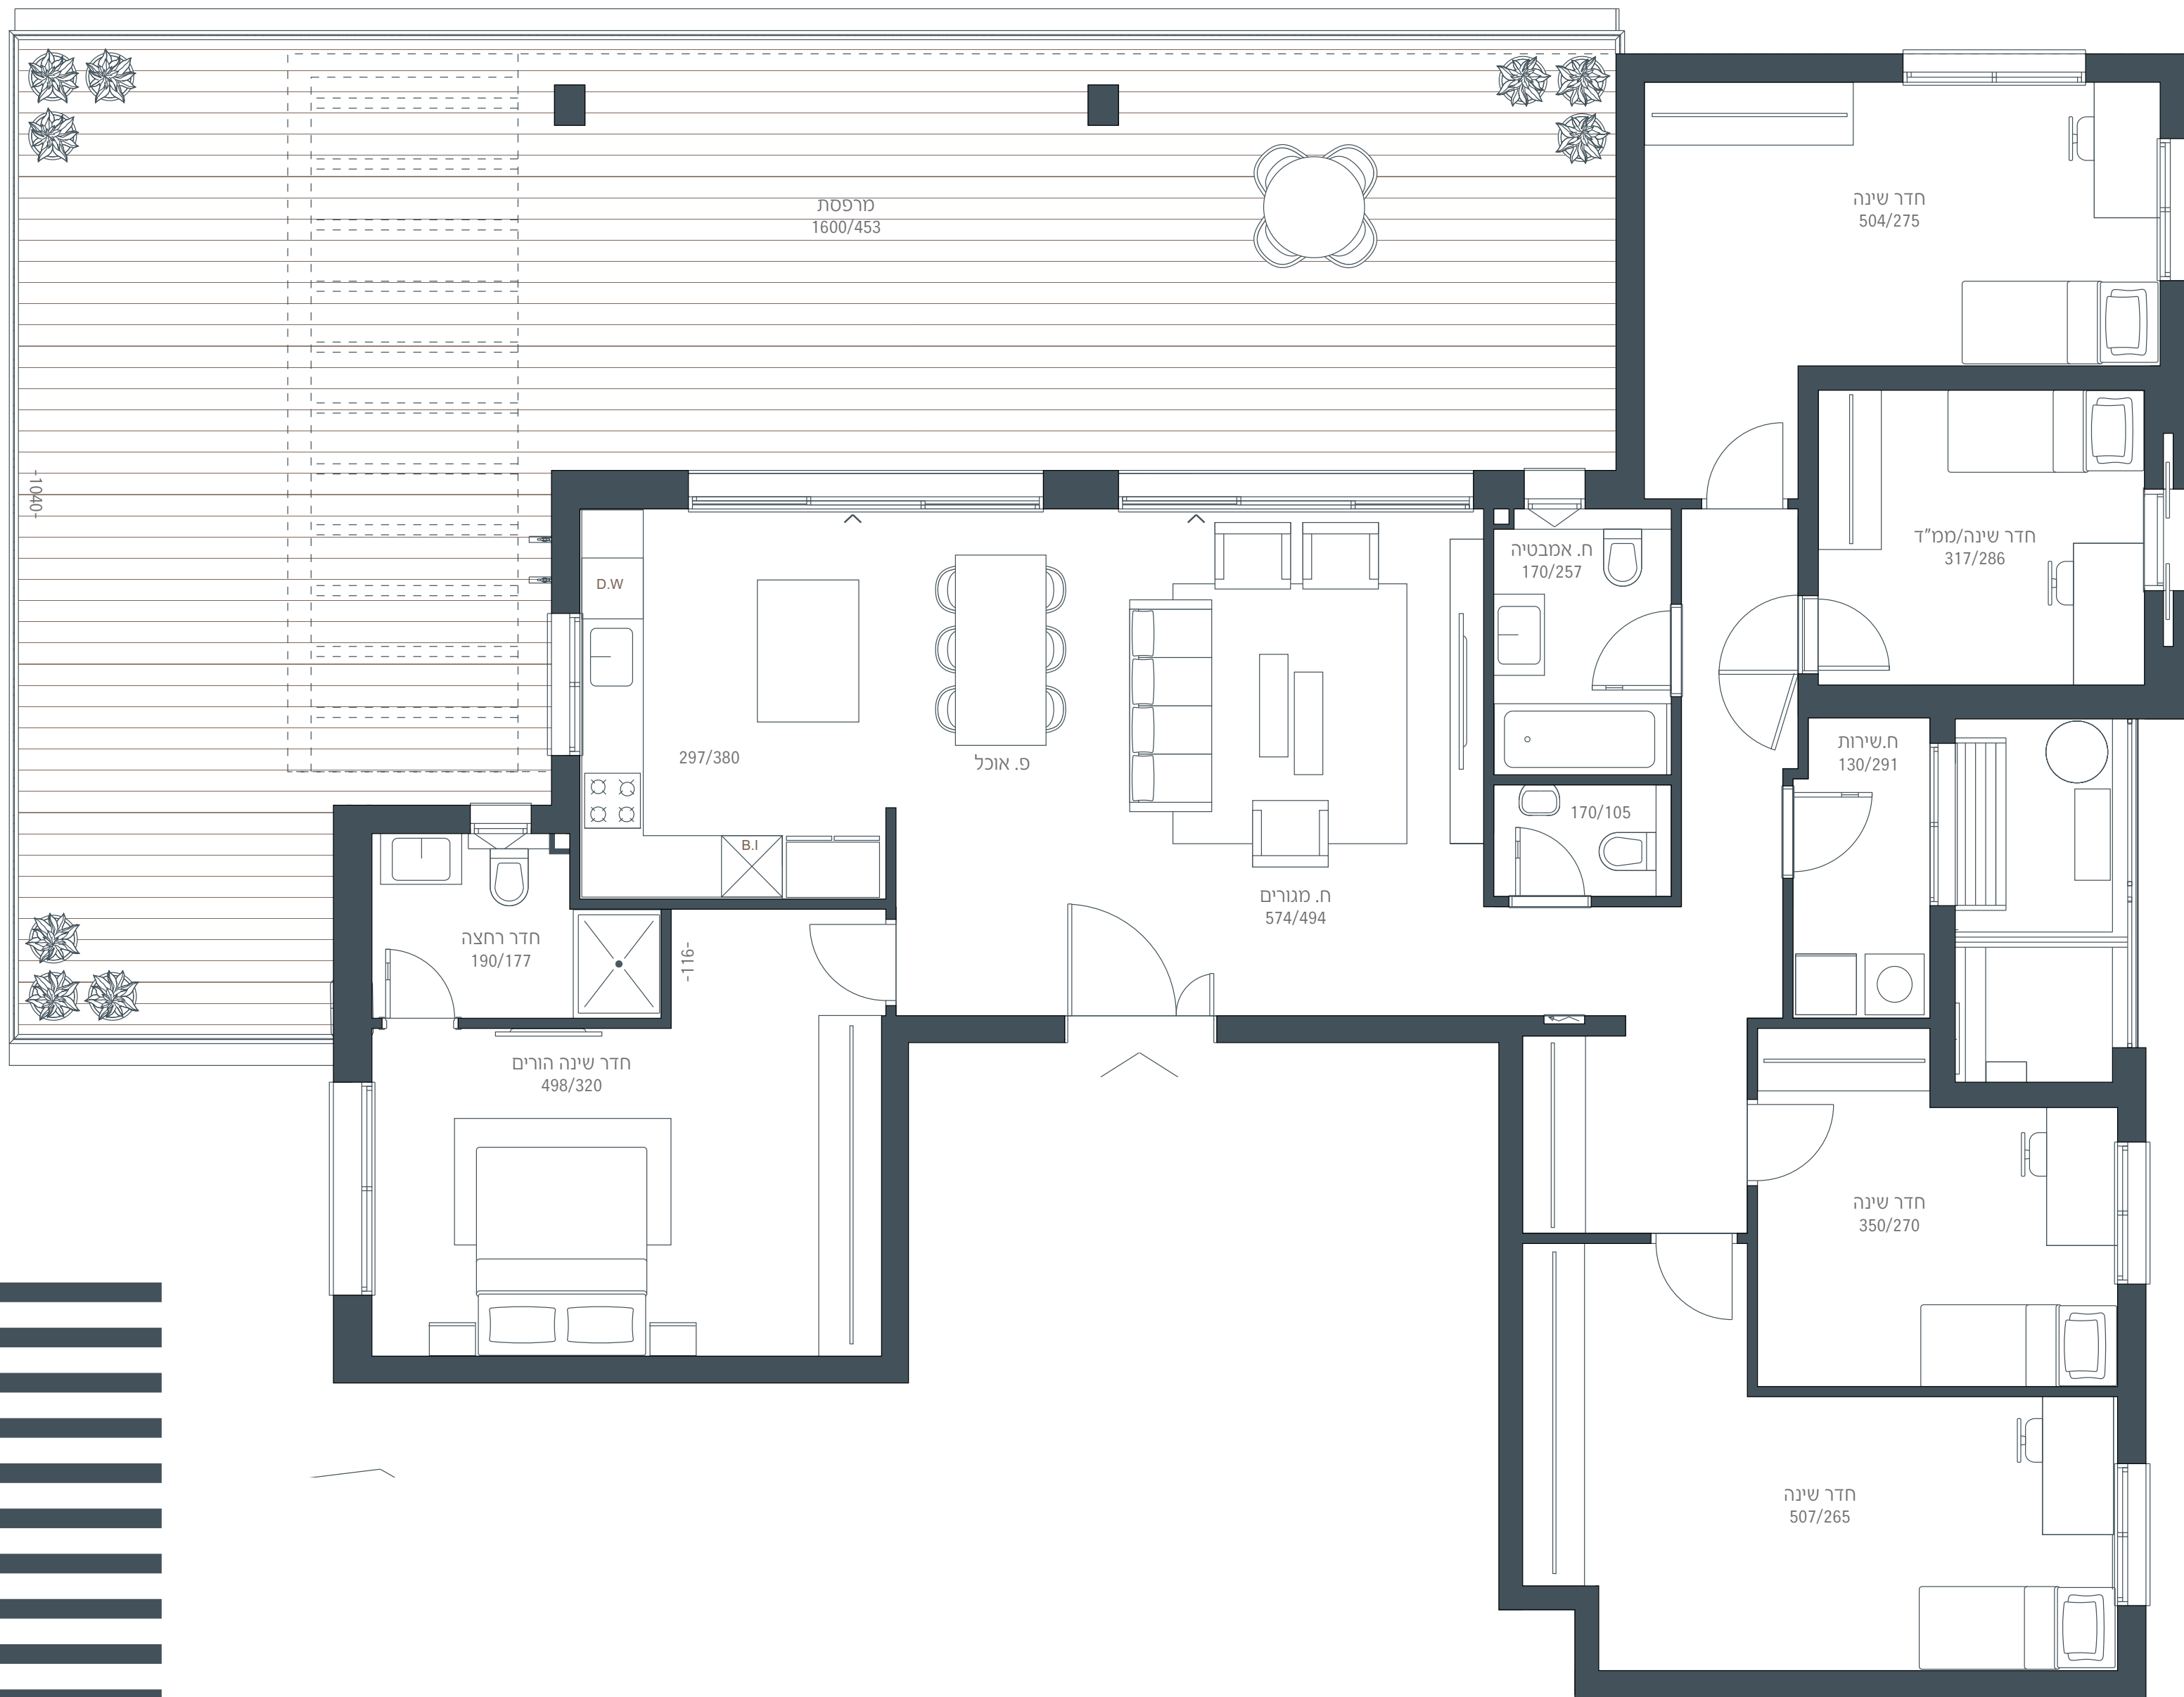 מרפסת
1600/453
חדר שינה
504/275
-1040-
חדר שינה/ממ"ד
317/286
ח. אמבטיה
170/257
D.W
297/380
פ. אוכל
ח.שירות
130/291
170/105
B.I
ח. מגורים
574/494
חדר רחצה
190/177
-116-
חדר שינה הורים
498/320
חדר שינה
350/270
חדר שינה
507/265